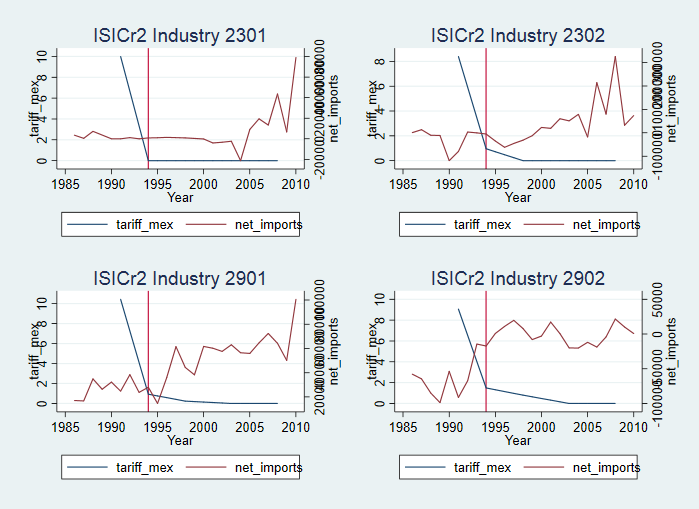 ISICr2 Industry 2301
ISICr2 Industry 2302
tariff_mex
0 2 4 6 8 10
net_imports
1985 1990 1995 2000 2005 2010
Year
tariff_mex net_imports
tariff_mex
0 2 4 6 8
net_imports
1985 1990 1995 2000 2005 2010
Year
tariff_mex net_imports
ISICr2 Industry 2901
ISICr2 Industry 2902
tariff_mex
0 2 4 6 8 10
net_imports
1985 1990 1995 2000 2005 2010
Year
tariff_mex net_imports
tariff_mex
0 2 4 6 8 10
-100000 -50000 0 50000
net_imports
1985 1990 1995 2000 2005 2010
Year
tariff_mex net_imports